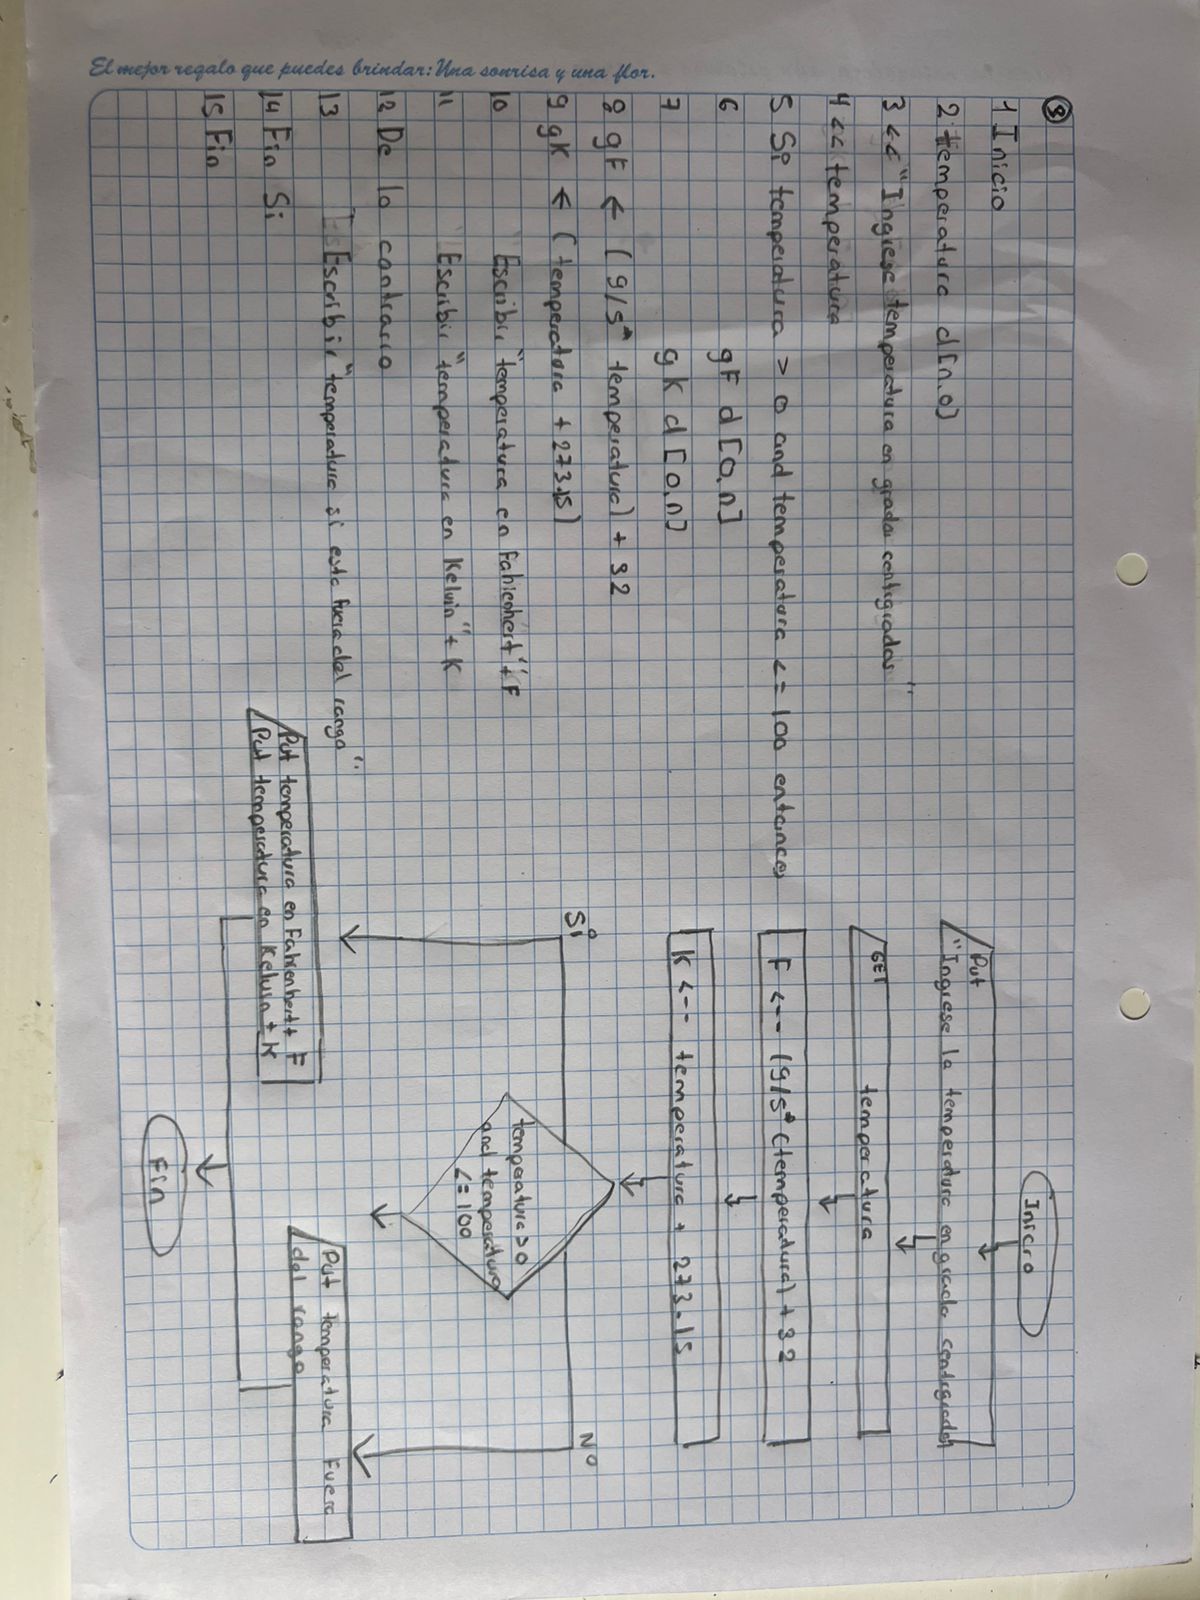 8
1 Inicio
2 temperatura d[n.0]
3 << "Ingrese temperatura en grados centigrados"
4 << temperatura
5 Si temperatura > 0 and temperatura <= 100 entonces
6 gF d [0,n]
7 gK d [0,n]
8 gF ← (9/5* temperatura) + 32
9 gK ← (temperatura + 273.15)
10 "Escribir "temperatura en Fahrenheit" + F
11 "Escribir "temperatura en Kelvin" + K
12 De lo contrario
13 Escribir "temperatura si esta fuera del rango"
14 Fin Si
15 Fin
Inicio
Put
"Ingrese la temperatura en grado centigrados
GET temperatura
F <-- (9/5* (temperatura) + 32
K <-- temperatura + 273.15
temperatura>0
and temperatura
<=100
Si
No
Put temperatura en Fahrenheit + F
Put temperatura en Kelvin + K
Put temperatura Fuera
del rango
Fin
El mejor regalo que puedes brindar: Una sonrisa y una flor.